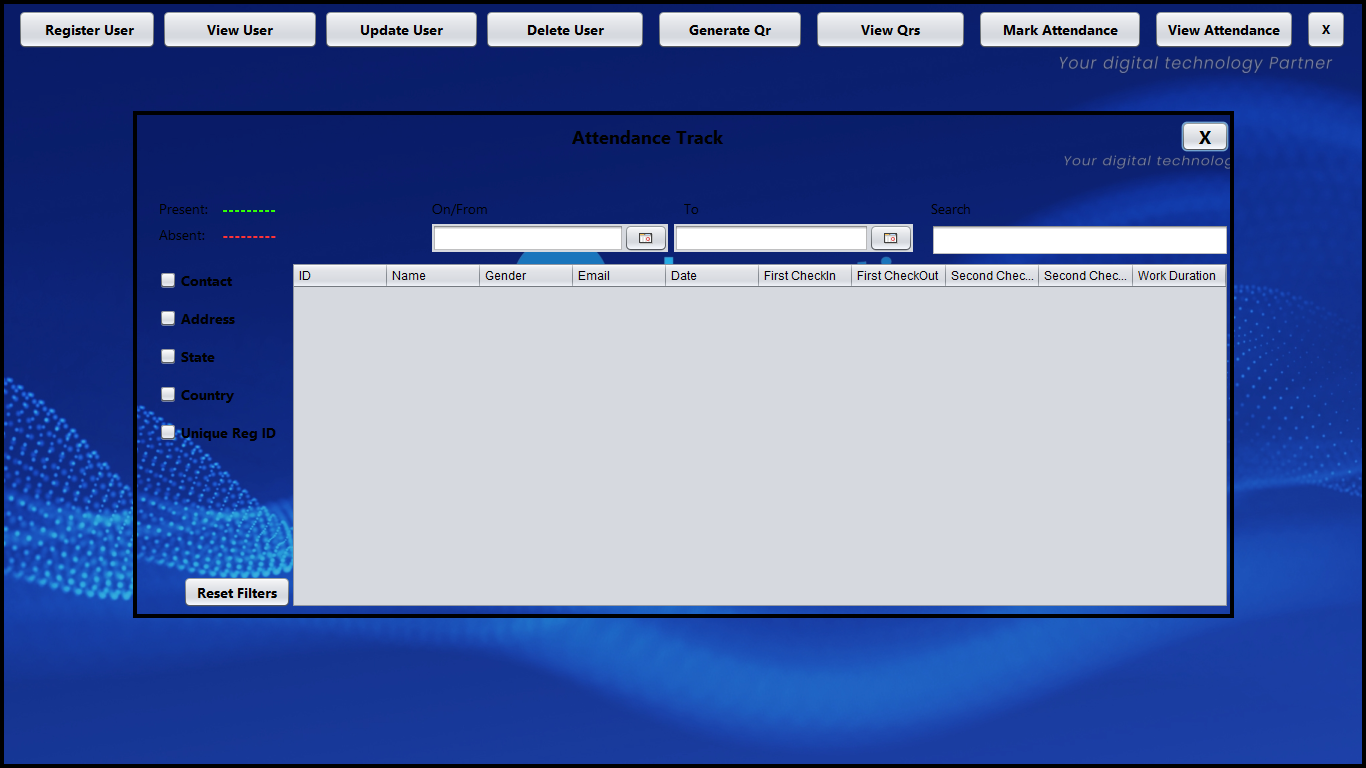 Register User View User Update User Delete User Generate Qr View Qrs Mark Attendance View Attendance X
Your digital technology Partner
Attendance Track X
Your digital technolog
Present: ----------
On/From To Search
Absent: ----------
ID Name Gender Email Date First CheckIn First CheckOut Second Chec... Second Chec... Work Duration
Contact
Address
State
Country
Unique Reg ID
Reset Filters